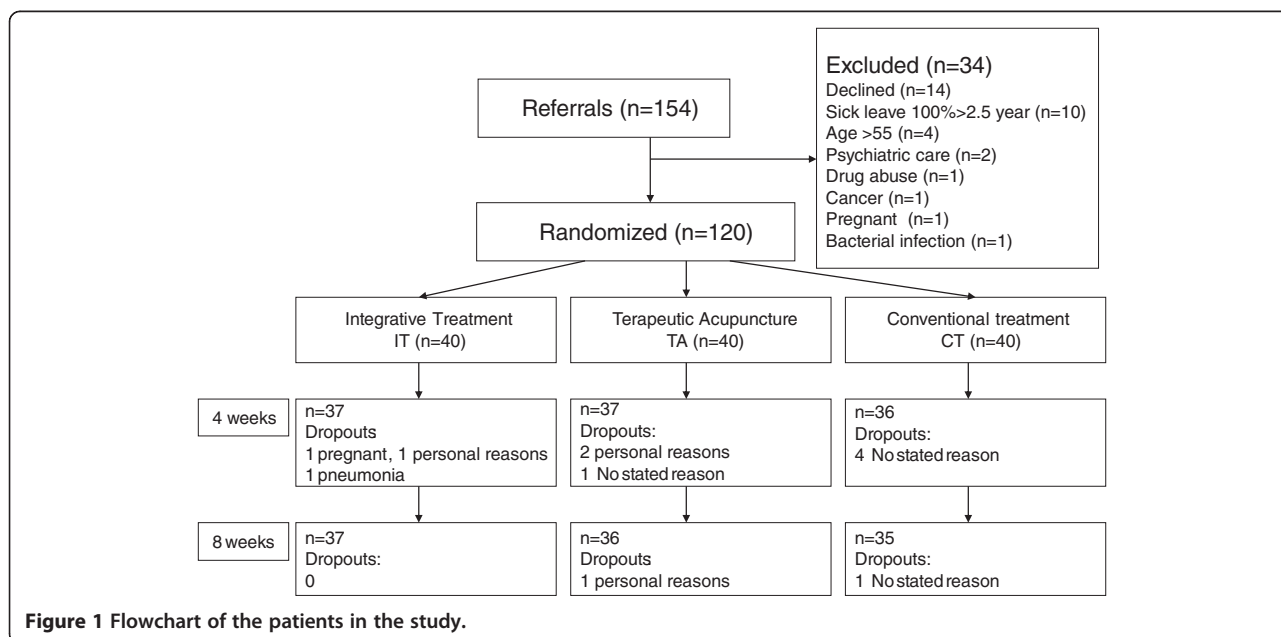 Referrals (n=154)
Excluded (n=34)
Declined (n=14)
Sick leave 100%>2.5 year (n=10)
Age >55 (n=4)
Psychiatric care (n=2)
Drug abuse (n=1)
Cancer (n=1)
Pregnant (n=1)
Bacterial infection (n=1)
Randomized (n=120)
Integrative Treatment
IT (n=40)
Terapeutic Acupuncture
TA (n=40)
Conventional treatment
CT (n=40)
4 weeks
n=37
Dropouts
1 pregnant, 1 personal reasons
1 pneumonia
n=37
Dropouts:
2 personal reasons
1 No stated reason
n=36
Dropouts:
4 No stated reason
8 weeks
n=37
Dropouts:
0
n=36
Dropouts
1 personal reasons
n=35
Dropouts:
1 No stated reason
Figure 1 Flowchart of the patients in the study.